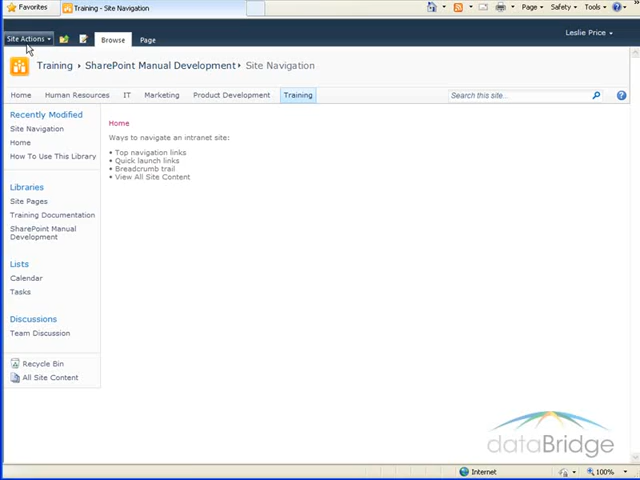 Favorites
Training - Site Navigation
Page
Safety
Tools
Site Actions
Browse
Page
Leslie Price
Training
SharePoint Manual Development
Site Navigation
Home
Human Resources
IT
Marketing
Product Development
Training
Search this site...
Recently Modified
Site Navigation
Home
How To Use This Library
Libraries
Site Pages
Training Documentation
SharePoint Manual
Development
Lists
Calendar
Tasks
Discussions
Team Discussion
Recycle Bin
All Site Content
Home
Ways to navigate an intranet site:
• Top navigation links
• Quick launch links
• Breadcrumb trail
• View All Site Content
dataBridge
Internet
100%